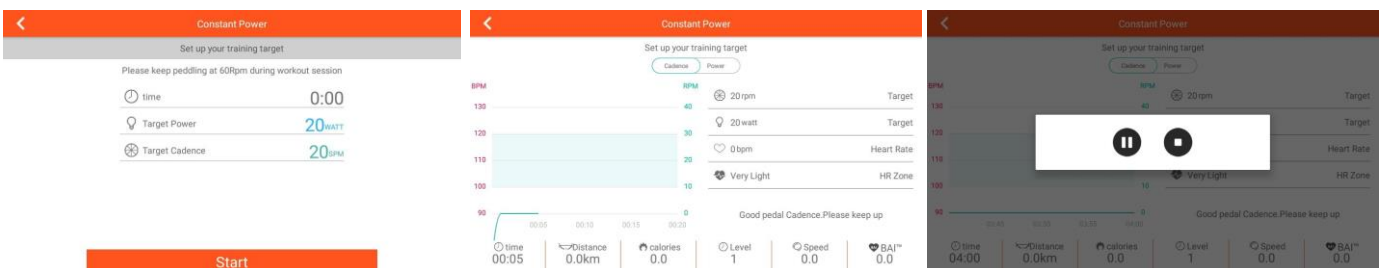 Constant Power
Set up your training target
Please keep peddling at 60Rpm during workout session
time 0:00
Target Power 20WATT
Target Cadence 20SPM
Start
Constant Power
Set up your training target
Cadence Power
BPM RPM
130 40
120 30
110 20
100 10
90 0
00:05 00:10 00:15 00:20
20 rpm Target
20 watt Target
0 bpm Heart Rate
Very Light HR Zone
Good pedal Cadence.Please keep up
time Distance calories Level Speed BAI™
00:05 0.0km 0.0 1 0.0 0.0
Constant Power
Set up your training target
Cadence Power
BPM RPM
130 40
120
110
100 10
90 0
04:00
20 rpm Target
Target
Heart Rate
Very Light HR Zone
Good pedal Cadence.Please keep up
time Distance calories Level Speed BAI™
04:00 0.0km 0.0 1 0.0 0.0